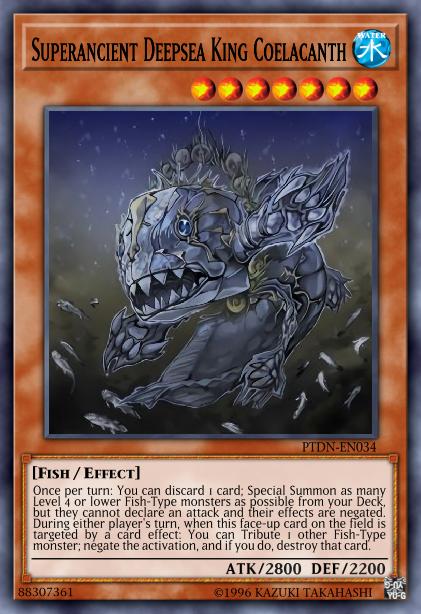 Superancient Deepsea King Coelacanth
WATER
水
PTDN-EN034
[Fish / Effect]
Once per turn: You can discard 1 card; Special Summon as many
Level 4 or lower Fish-Type monsters as possible from your Deck,
but they cannot declare an attack and their effects are negated.
During either player's turn, when this face-up card on the field is
targeted by a card effect: You can Tribute 1 other Fish-Type
monster; negate the activation, and if you do, destroy that card.
ATK/2800 DEF/2200
88307361
©1996 KAZUKI TAKAHASHI